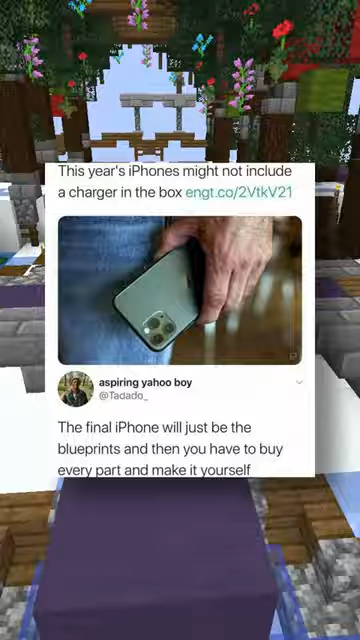 This year's iPhones might not include
a charger in the box engt.co/2VtkV21
aspiring yahoo boy
@Tadado_
The final iPhone will just be the
blueprints and then you have to buy
every part and make it yourself